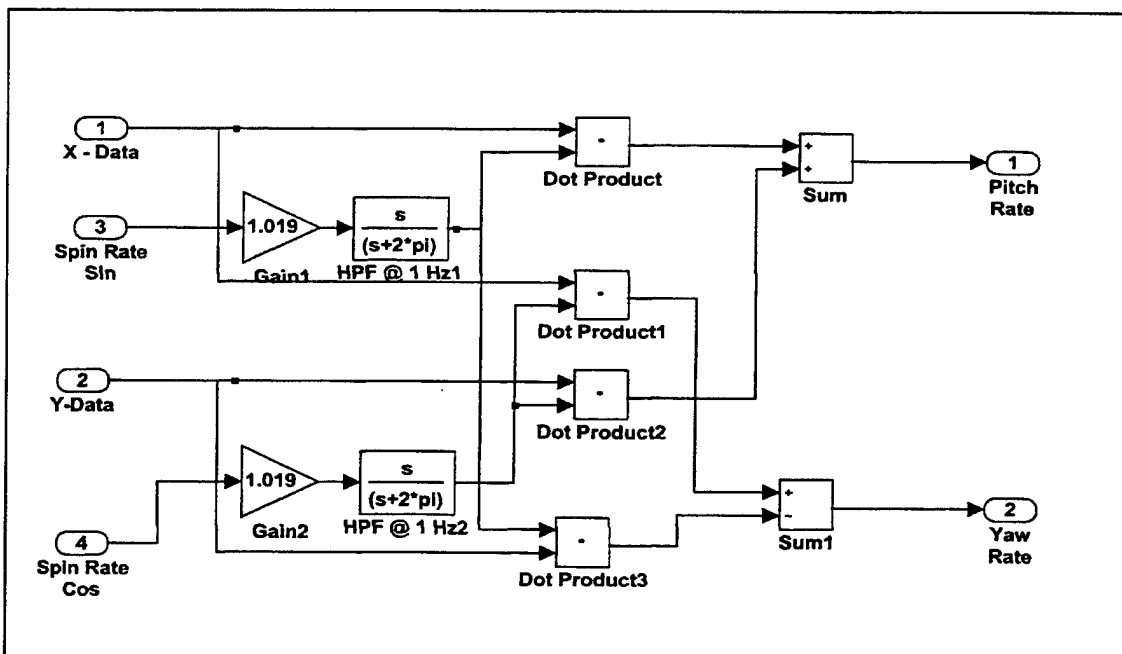 1
X - Data
-
Dot Product
+
+
Sum
1
Pitch
Rate
3
Spin Rate
Sin
1.019
Gain1
s
(s+2*pi)
HPF @ 1 Hz1
-
Dot Product1
2
Y-Data
-
Dot Product2
4
Spin Rate
Cos
1.019
Gain2
s
(s+2*pi)
HPF @ 1 Hz2
-
Dot Product3
+
−
Sum1
2
Yaw
Rate